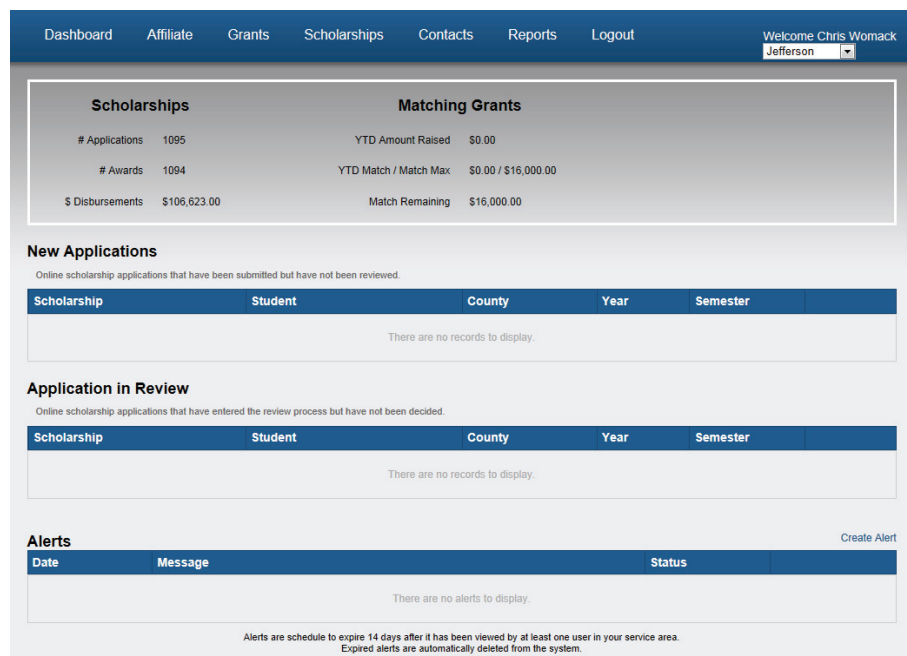 Dashboard Affiliate Grants Scholarships Contacts Reports Logout Welcome Chris Womack
Jefferson
Scholarships Matching Grants
# Applications 1095 YTD Amount Raised $0.00
# Awards 1094 YTD Match / Match Max $0.00 / $16,000.00
$ Disbursements $106,623.00 Match Remaining $16,000.00
New Applications
Online scholarship applications that have been submitted but have not been reviewed.
Scholarship Student County Year Semester
There are no records to display.
Application in Review
Online scholarship applications that have entered the review process but have not been decided.
Scholarship Student County Year Semester
There are no records to display.
Alerts Create Alert
Date Message Status
There are no alerts to display.
Alerts are schedule to expire 14 days after it has been viewed by at least one user in your service area.
Expired alerts are automatically deleted from the system.